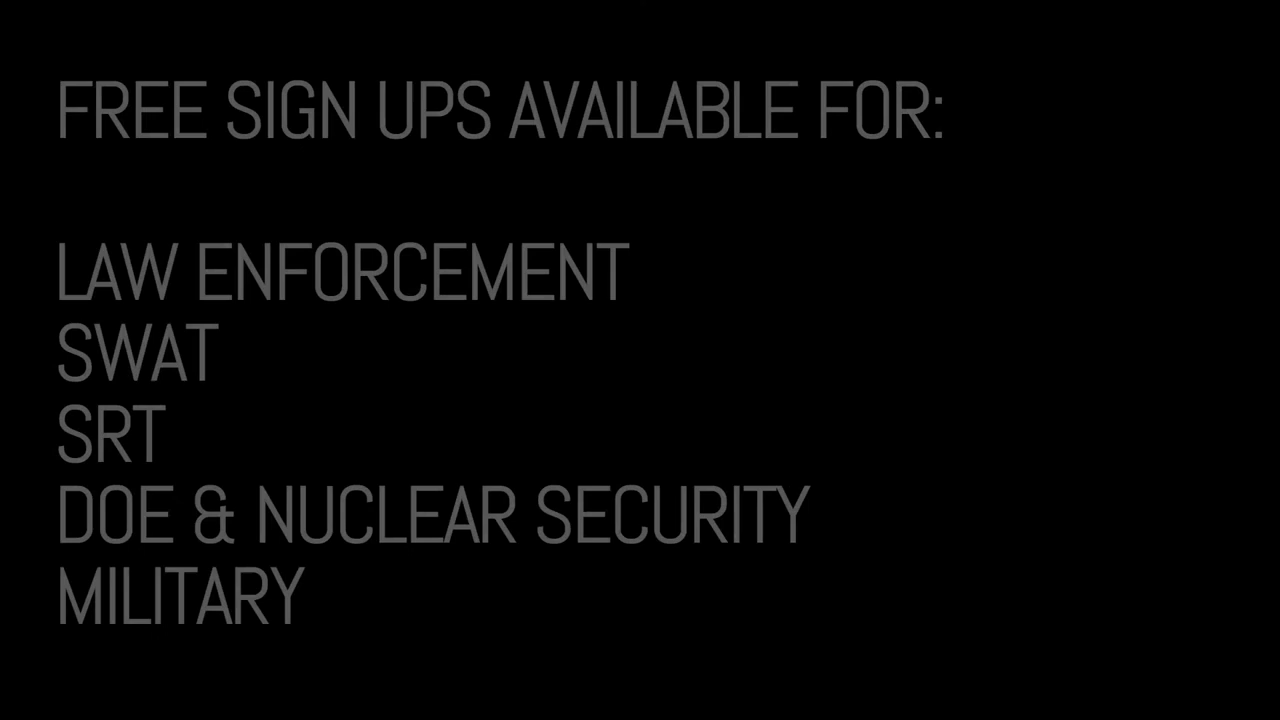 FREE SIGN UPS AVAILABLE FOR:
LAW ENFORCEMENT
SWAT
SRT
DOE & NUCLEAR SECURITY
MILITARY